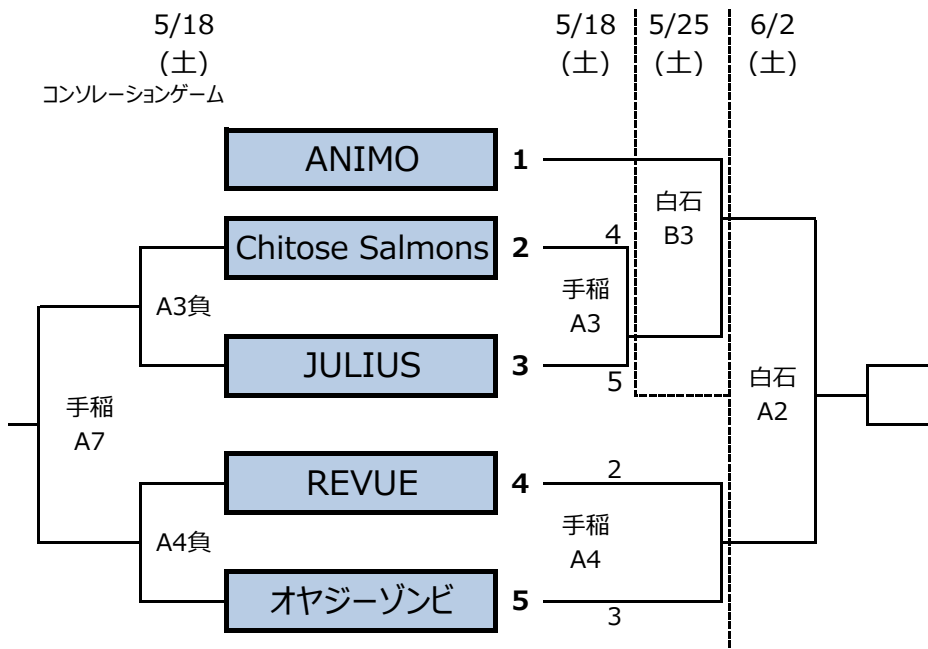 5/18 5/18 5/25 6/2
(土) (土) (土) (土)
コンソレーションゲーム
ANIMO 1
白石
B3
Chitose Salmons 2 4
手稲
A3
A3負
JULIUS 3 5
白石
A2
手稲
A7
REVUE 4 2
手稲
A4
A4負
オヤジーゾンビ 5 3